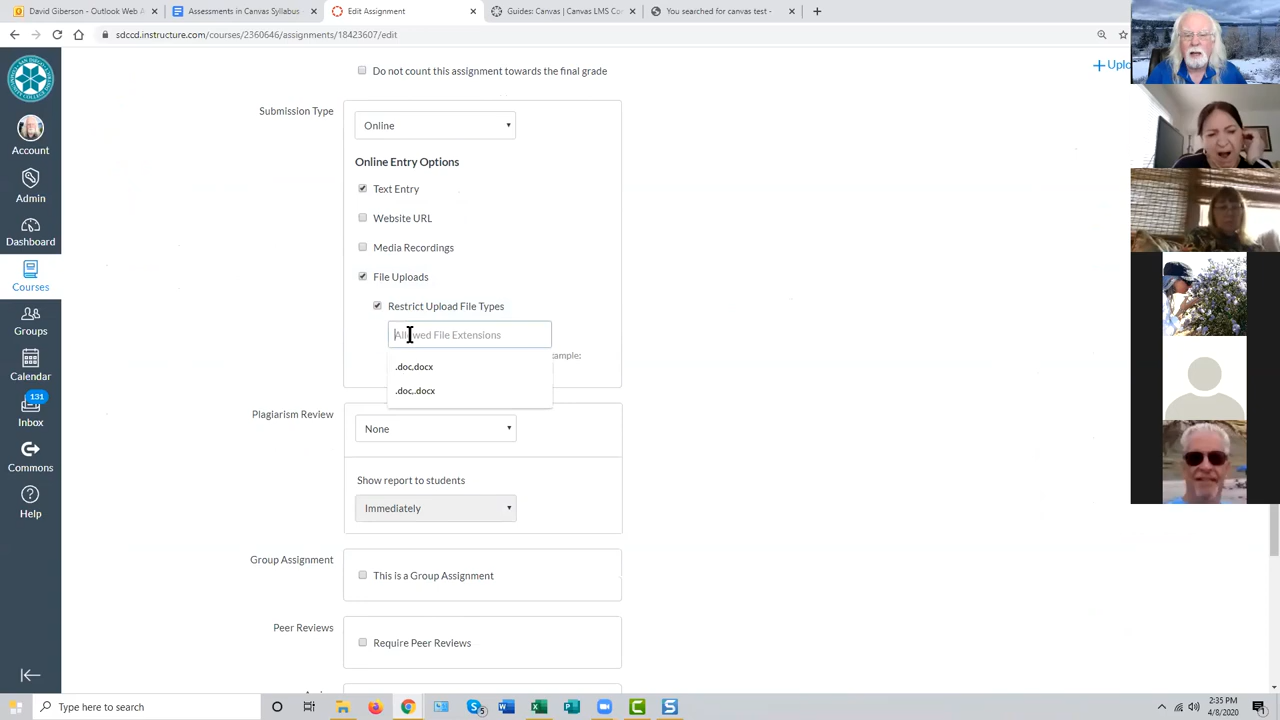 David Giberson - Outlook Web A
Assessments in Canvas Syllabus
Edit Assignment
Guides: Canvas | Canvas LMS Co
You searched for canvas test -
sdccd.instructure.com/courses/2360646/assignments/18423607/edit
Do not count this assignment towards the final grade
Uplo
Submission Type
Online
Online Entry Options
Text Entry
Website URL
Media Recordings
File Uploads
Restrict Upload File Types
Allowed File Extensions
xample:
.doc,docx
.doc,.docx
Plagiarism Review
None
Show report to students
Immediately
Group Assignment
This is a Group Assignment
Peer Reviews
Require Peer Reviews
Account
Admin
Dashboard
Courses
Groups
Calendar
131
Inbox
Commons
Help
Type here to search
5
2:35 PM
4/8/2020
1